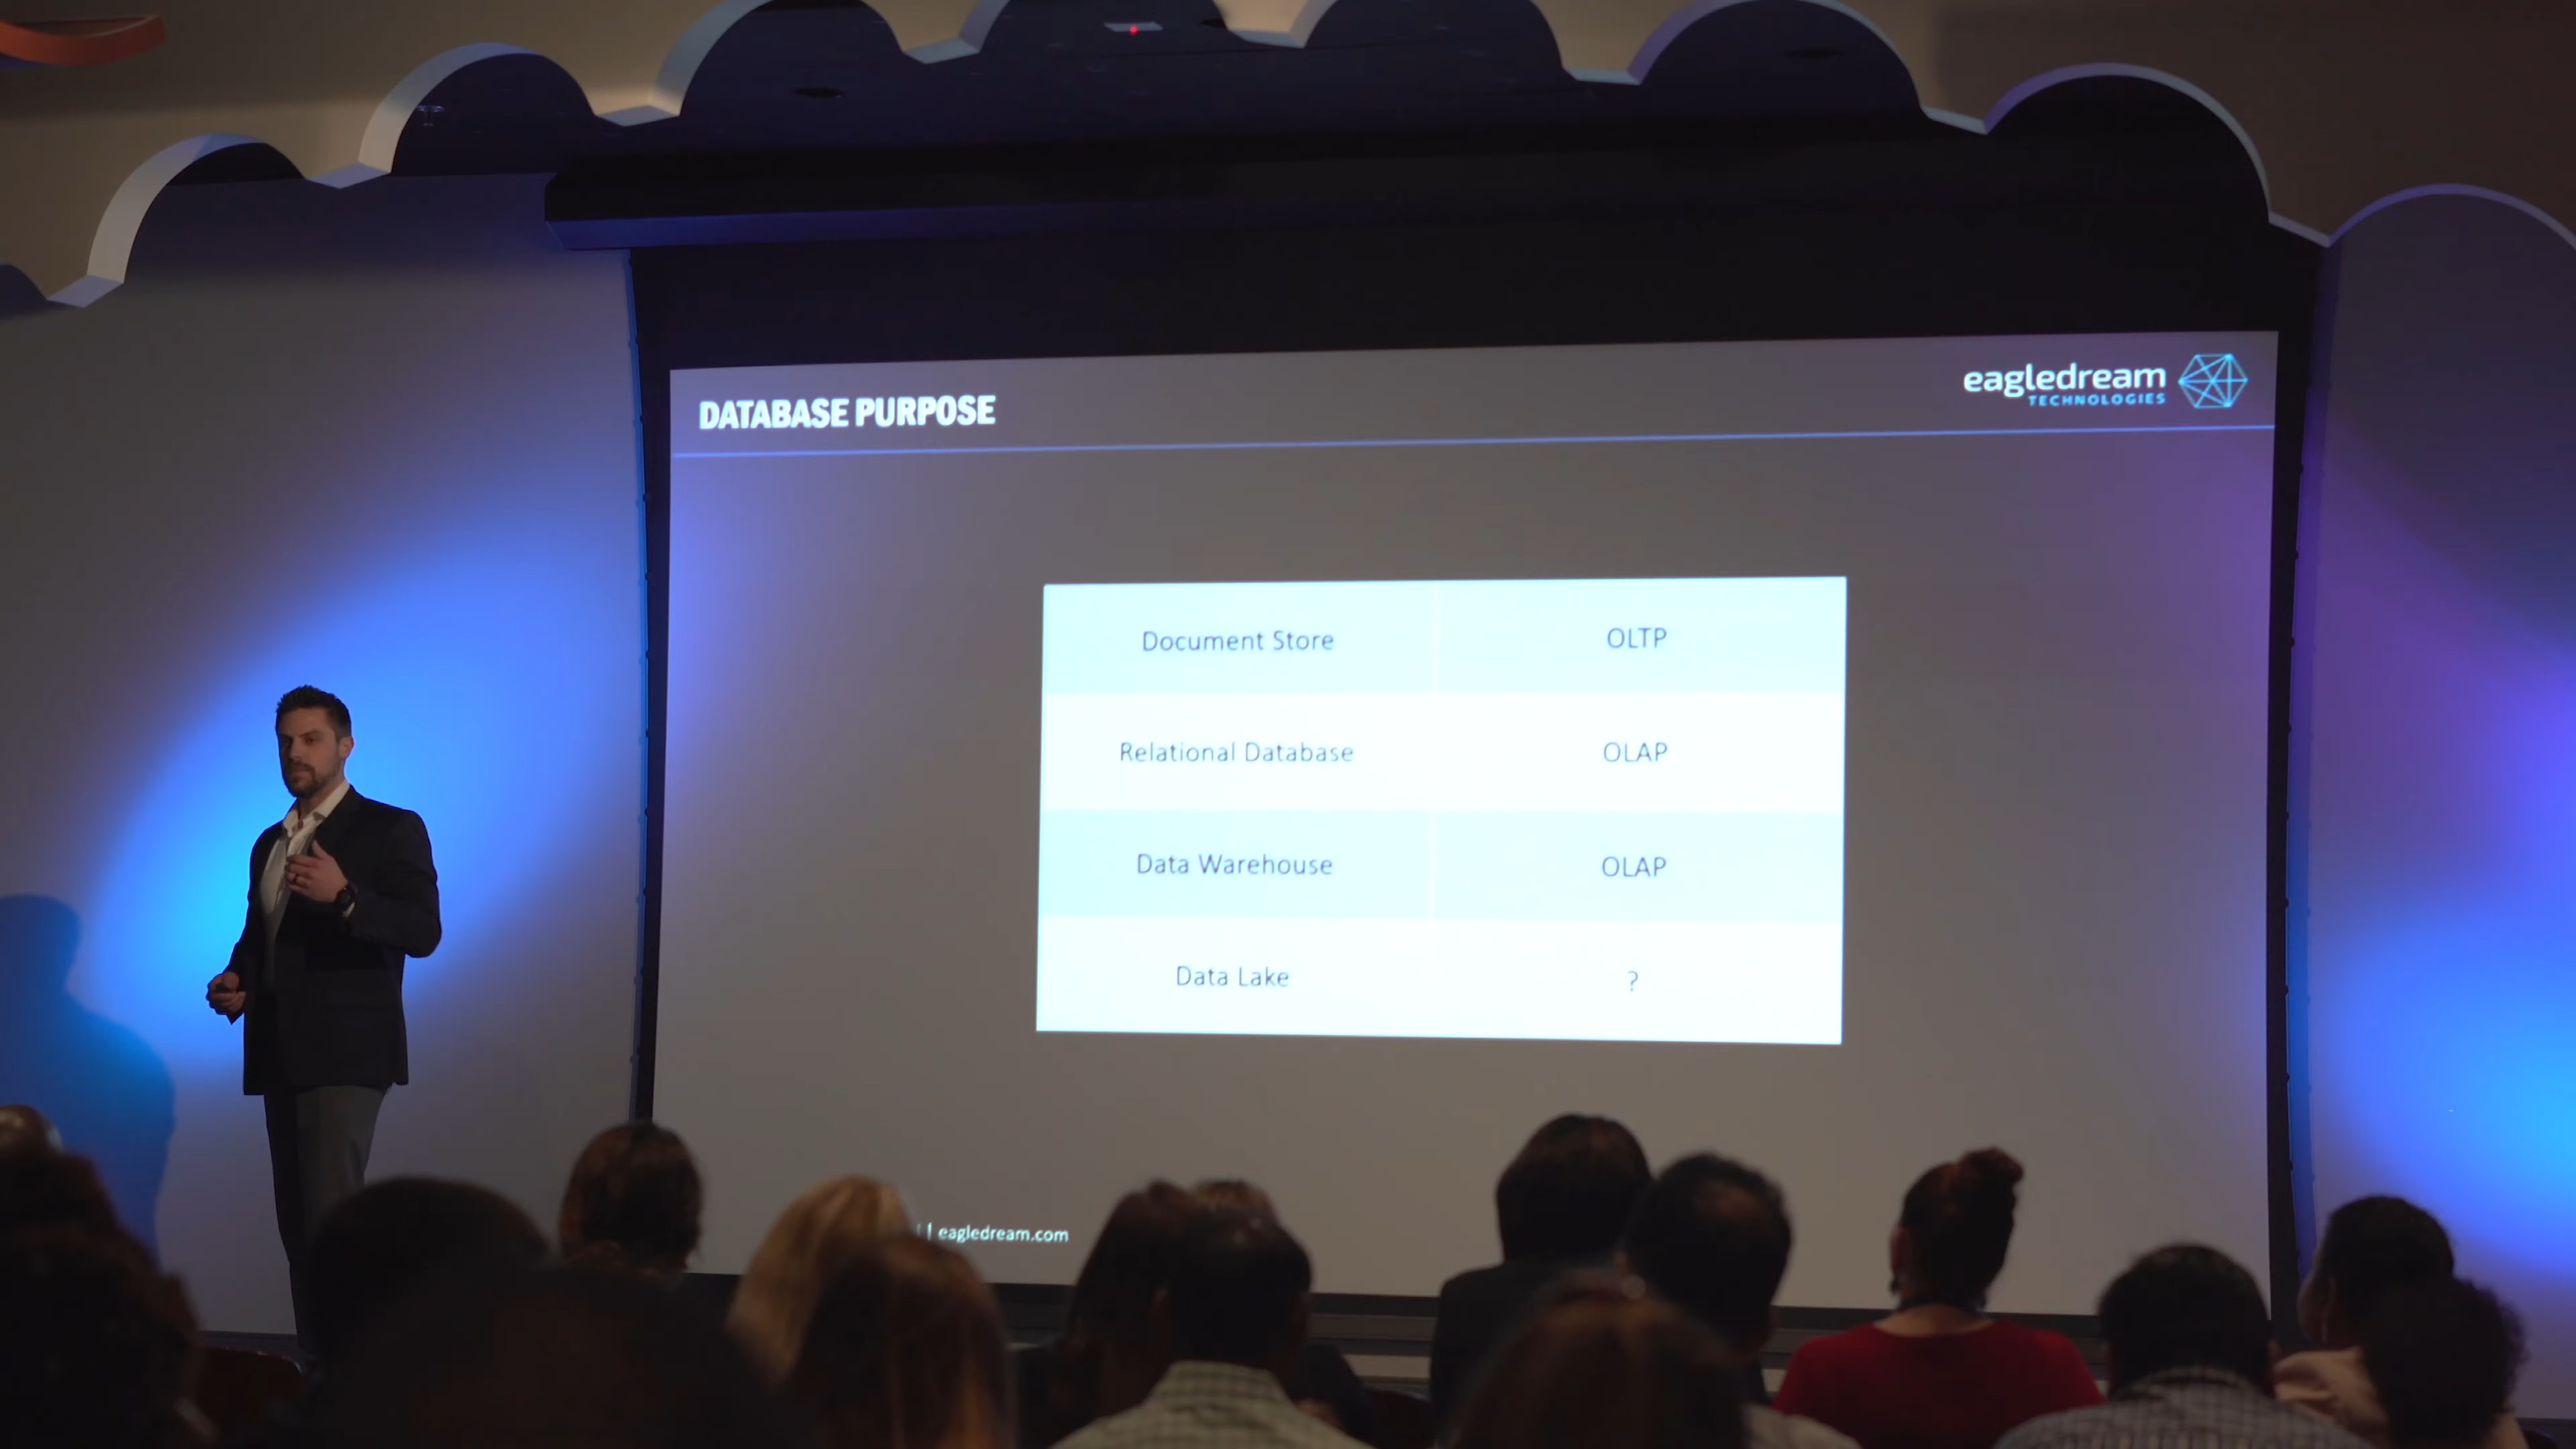 DATABASE PURPOSE
eagledream
TECHNOLOGIES
Document Store OLTP
Relational Database OLAP
Data Warehouse OLAP
Data Lake ?
| eagledream.com